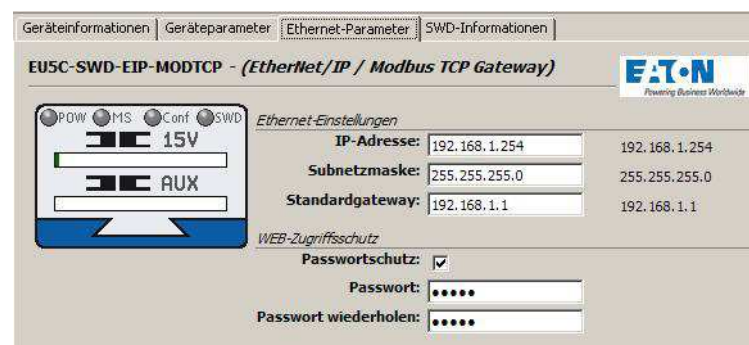 Geräteinformationen Geräteparameter Ethernet-Parameter SWD-Informationen
EU5C-SWD-EIP-MODTCP - (EtherNet/IP / Modbus TCP Gateway)
EATON
Powering Business Worldwide
POW MS Conf SWD
15V
AUX
Ethernet-Einstellungen
IP-Adresse: 192.168.1.254 192.168.1.254
Subnetzmaske: 255.255.255.0 255.255.255.0
Standardgateway: 192.168.1.1 192.168.1.1
WEB-Zugriffsschutz
Passwortschutz:
Passwort: •••••
Passwort wiederholen: •••••